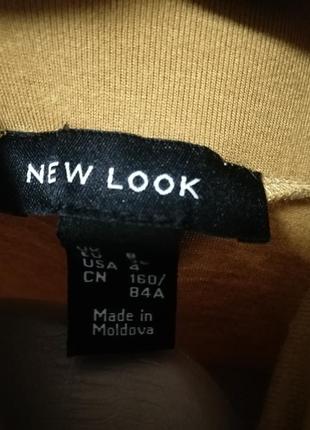 NEW LOOK
USA 4
CN 160/
84A
Made in
Moldova